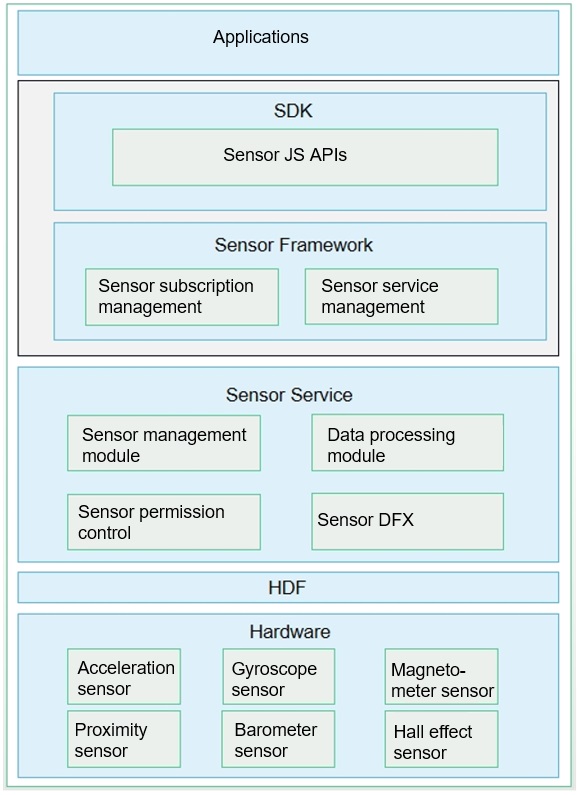 Applications
SDK
Sensor JS APIs
Sensor Framework
Sensor subscription
management
Sensor service
management
Sensor Service
Sensor management
module
Data processing
module
Sensor permission
control
Sensor DFX
HDF
Hardware
Acceleration
sensor
Gyroscope
sensor
Magneto-
meter sensor
Proximity
sensor
Barometer
sensor
Hall effect
sensor